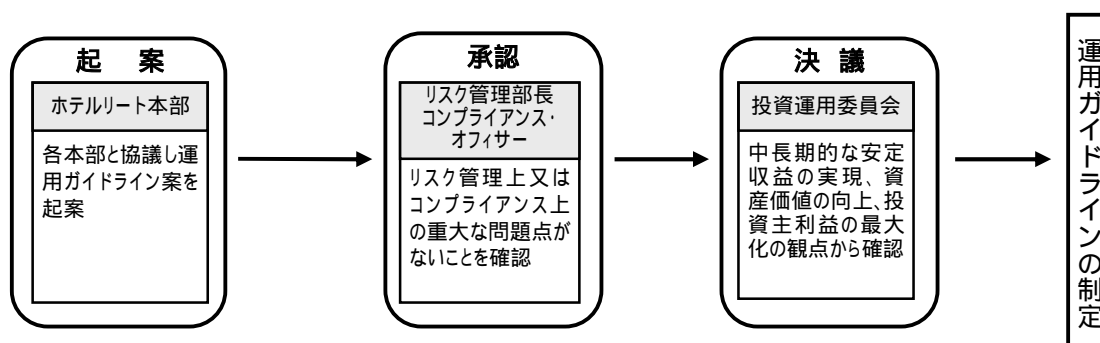 起 案
ホテルリート本部
各本部と協議し運
用ガイドライン案を
起案
承認
リスク管理部長
コンプライアンス・
オフィサー
リスク管理上又は
コンプライアンス上
の重大な問題点が
ないことを確認
決 議
投資運用委員会
中長期的な安定
収益の実現、資
産価値の向上、投
資主利益の最大
化の観点から確認
運用ガイドラインの制定